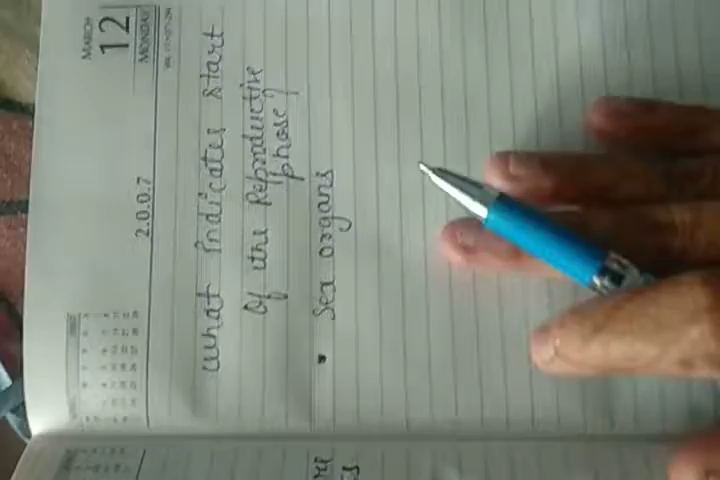 MARCH
12
MONDAY
2.0.0.7
What indicates start
Of the Reproductive
phase?
• Sex organs